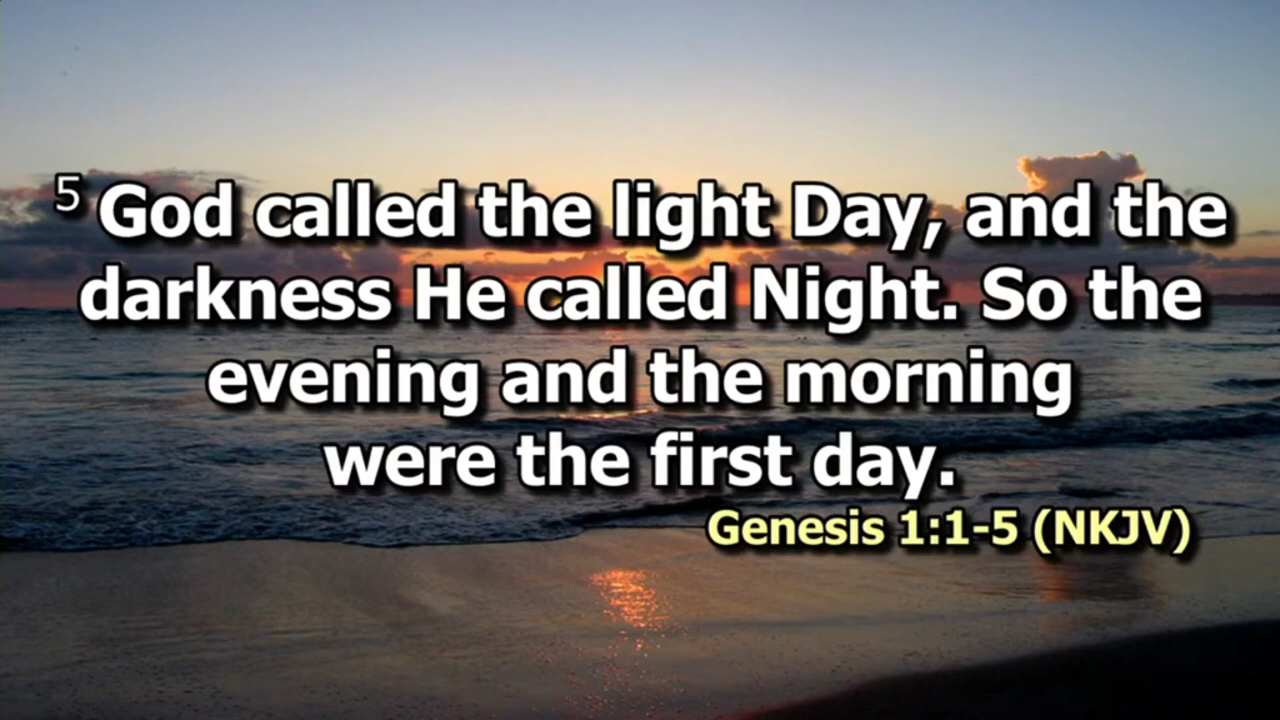 5 God called the light Day, and the
darkness He called Night. So the
evening and the morning
were the first day.
Genesis 1:1-5 (NKJV)